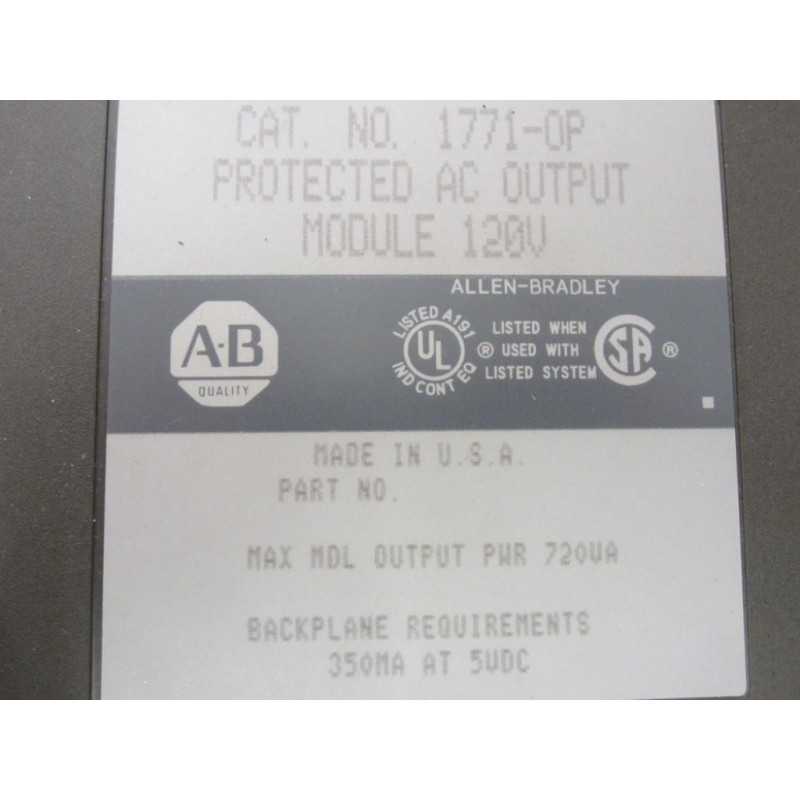 CAT. NO. 1771-OP
PROTECTED AC OUTPUT
MODULE 120V
ALLEN-BRADLEY
A-B
QUALITY
LISTED A191
UL
IND CONT EQ
®
LISTED WHEN
USED WITH
LISTED SYSTEM
SA
®
MADE IN U.S.A.
PART NO.
MAX MDL OUTPUT PWR 720VA
BACKPLANE REQUIREMENTS
350MA AT 5VDC